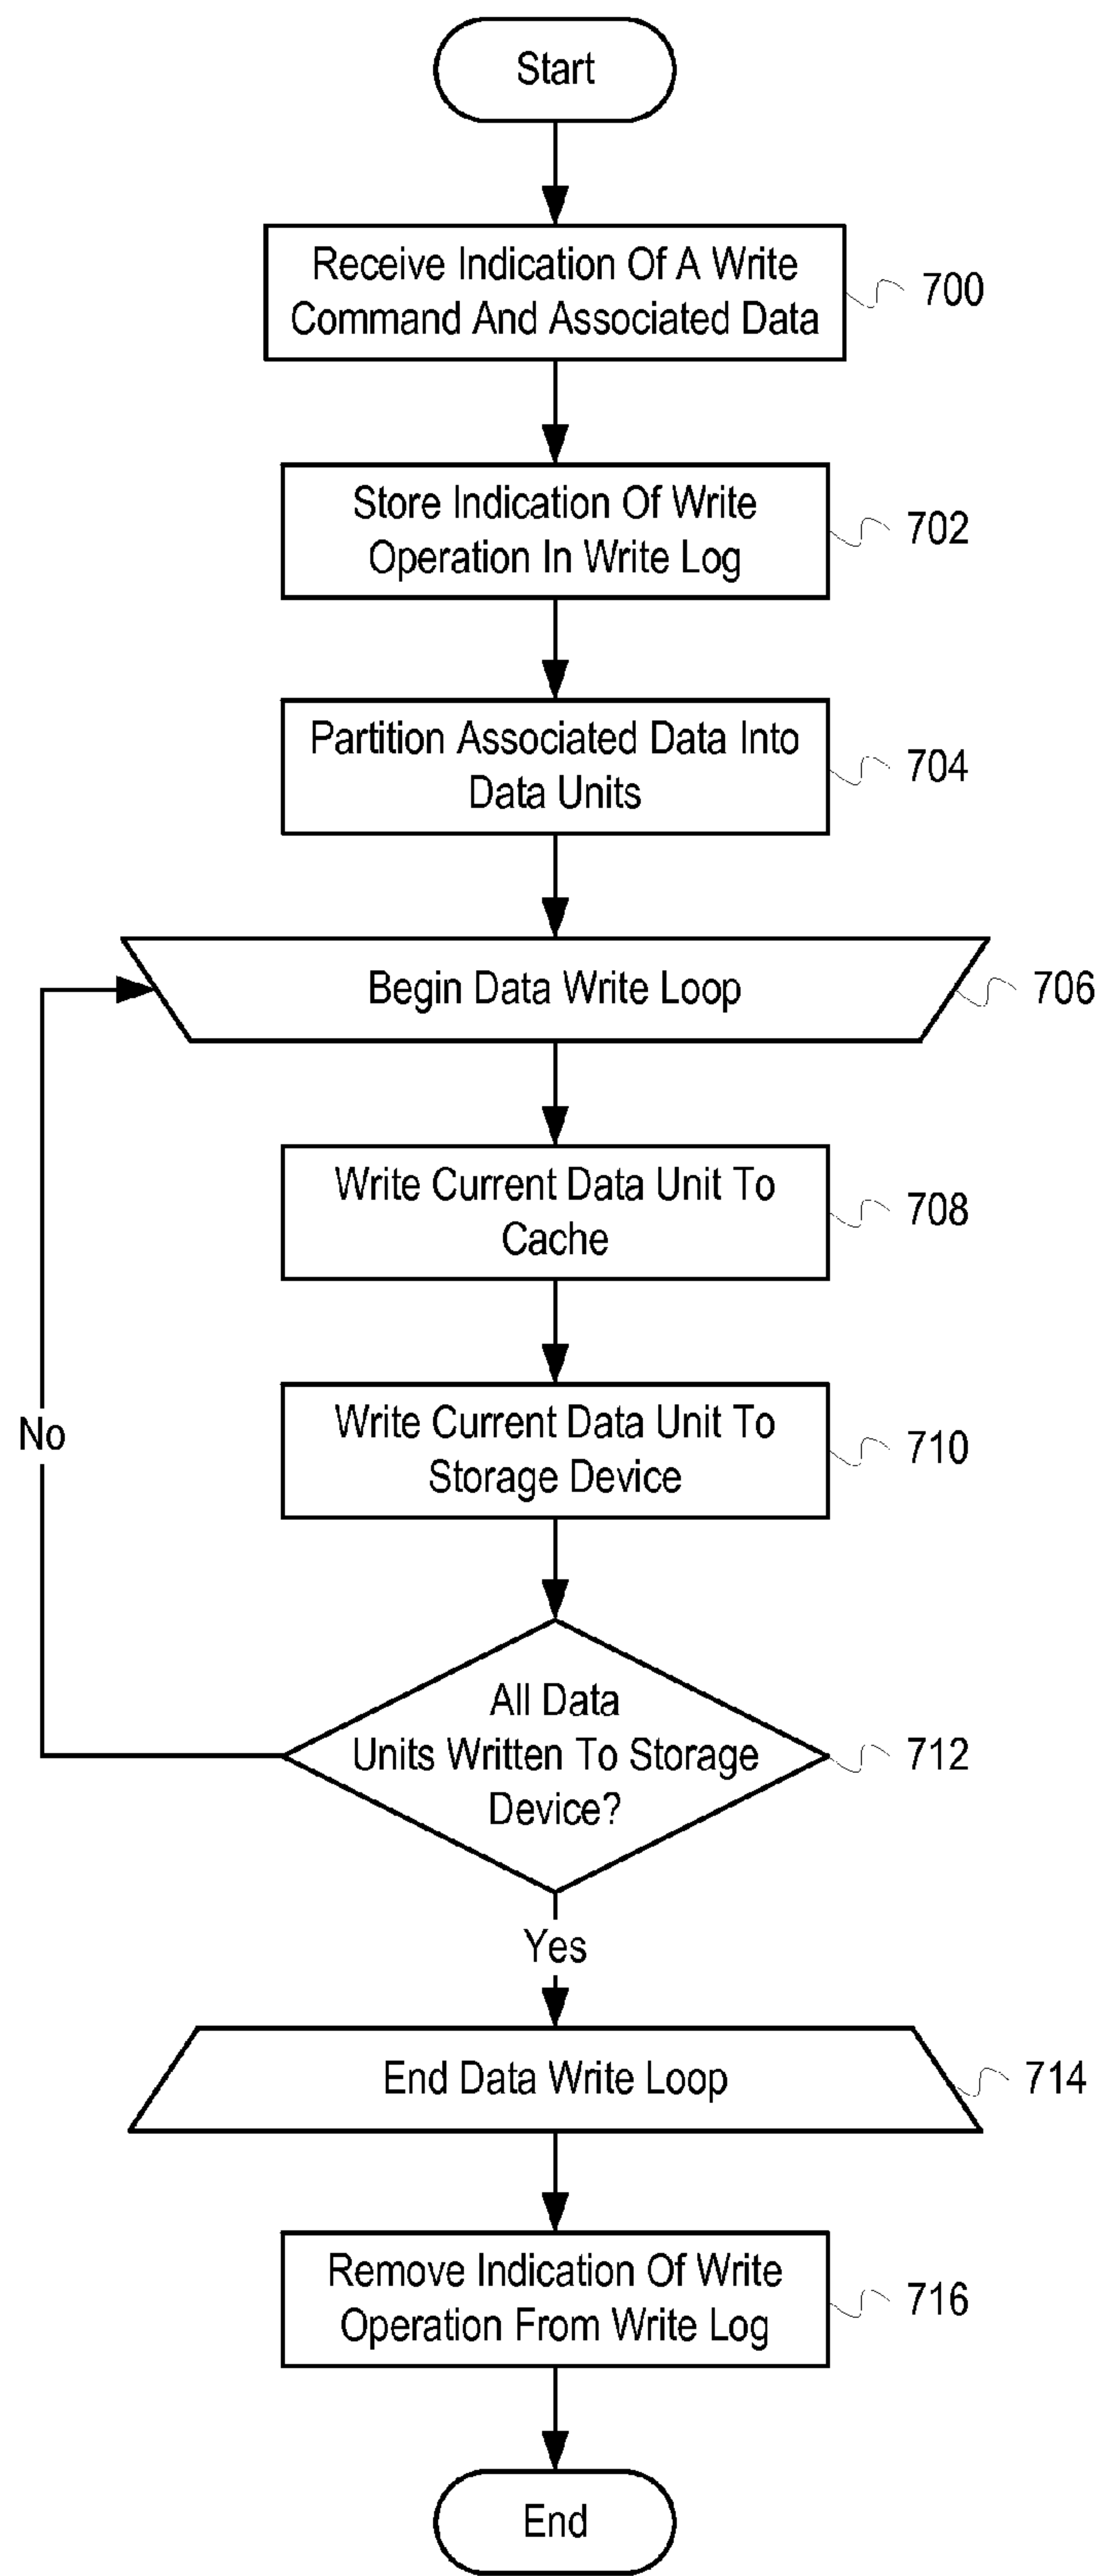 Start
Receive Indication Of A Write
Command And Associated Data
700
Store Indication Of Write
Operation In Write Log
702
Partition Associated Data Into
Data Units
704
Begin Data Write Loop
706
Write Current Data Unit To
Cache
708
Write Current Data Unit To
Storage Device
710
No
All Data
Units Written To Storage
Device?
712
Yes
End Data Write Loop
714
Remove Indication Of Write
Operation From Write Log
716
End